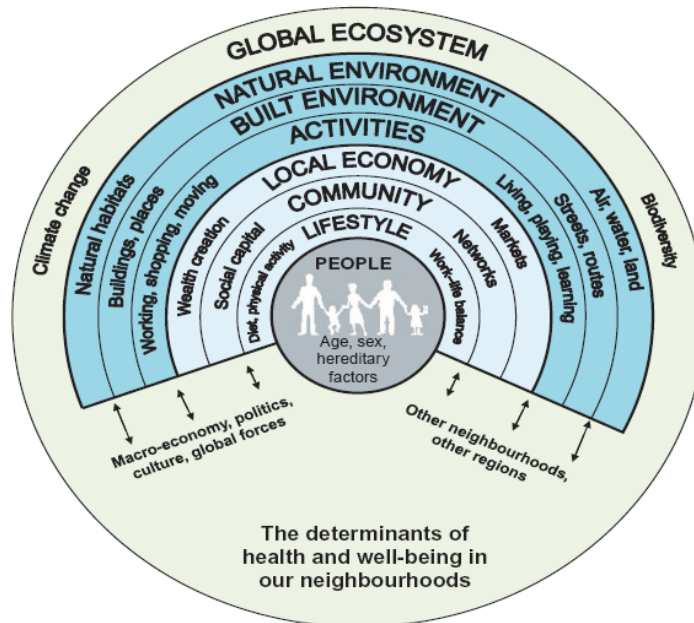 GLOBAL ECOSYSTEM
NATURAL ENVIRONMENT
BUILT ENVIRONMENT
ACTIVITIES
LOCAL ECONOMY
COMMUNITY
LIFESTYLE
PEOPLE
Age, sex,
hereditary
factors
Climate change
Natural habitats
Buildings, places
Working, shopping, moving
Wealth creation
Social capital
Diet, physical activity
Work-life balance
Networks
Markets
Living, playing, learning
Streets, routes
Air, water, land
Biodiversity
Macro-economy, politics,
culture, global forces
Other neighbourhoods,
other regions
The determinants of
health and well-being in
our neighbourhoods